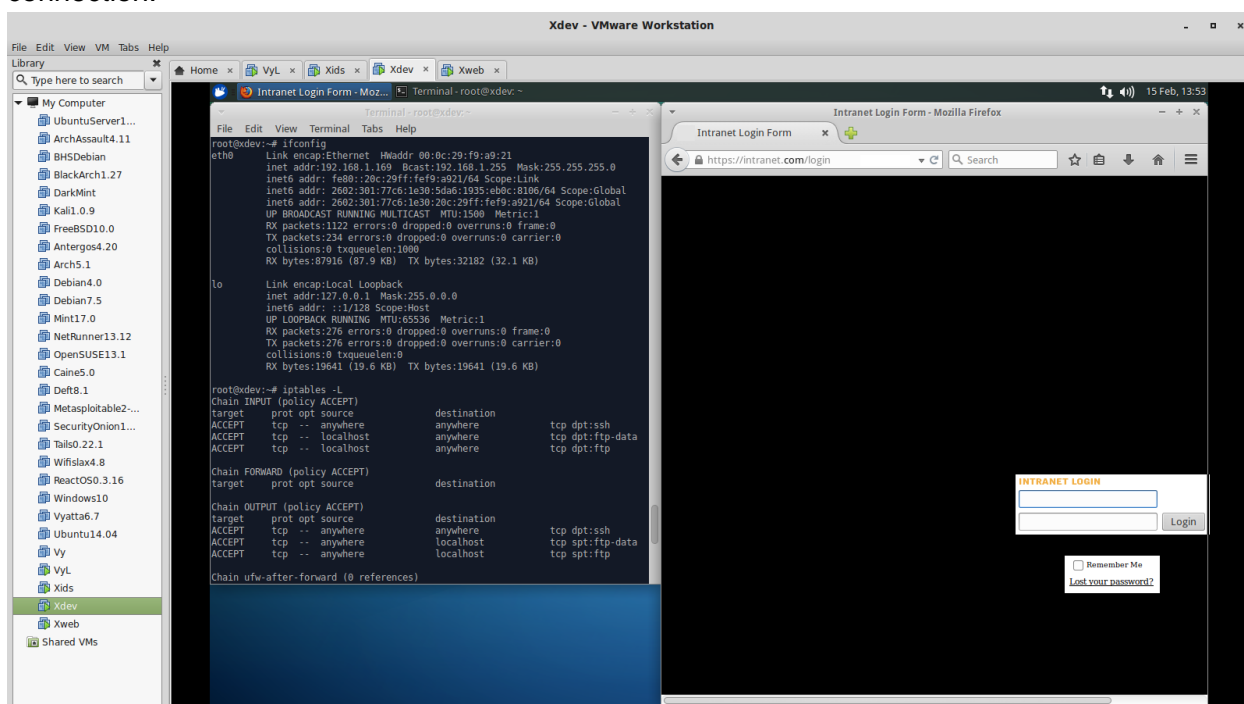 connection.
Xdev - VMware Workstation
File Edit View VM Tabs Help
Library
Type here to search
My Computer
UbuntuServer1...
ArchAssault4.11
BHSDebian
BlackArch1.27
DarkMint
Kali1.0.9
FreeBSD10.0
Antergos4.20
Arch5.1
Debian4.0
Debian7.5
Mint17.0
NetRunner13.12
OpenSUSE13.1
Caine5.0
Deft8.1
Metasploitable2-...
SecurityOnion1...
Tails0.22.1
Wifislax4.8
ReactOS0.3.16
Windows10
Vyatta6.7
Ubuntu14.04
Vy
VyL
Xids
Xdev
Xweb
Shared VMs
Home VyL Xids Xdev Xweb
Intranet Login Form - Moz... Terminal - root@xdev: ~ 15 Feb, 13:53
Terminal - root@xdev: ~
File Edit View Terminal Tabs Help
root@xdev:~# ifconfig
eth0 Link encap:Ethernet HWaddr 00:0c:29:f9:a9:21
inet addr:192.168.1.169 Bcast:192.168.1.255 Mask:255.255.255.0
inet6 addr: fe80::20c:29ff:fef9:a921/64 Scope:Link
inet6 addr: 2602:301:77c6:1e30:5da6:1935:eb0c:8106/64 Scope:Global
inet6 addr: 2602:301:77c6:1e30:20c:29ff:fef9:a921/64 Scope:Global
UP BROADCAST RUNNING MULTICAST MTU:1500 Metric:1
RX packets:1122 errors:0 dropped:0 overruns:0 frame:0
TX packets:234 errors:0 dropped:0 overruns:0 carrier:0
collisions:0 txqueuelen:1000
RX bytes:87916 (87.9 KB) TX bytes:32182 (32.1 KB)
lo Link encap:Local Loopback
inet addr:127.0.0.1 Mask:255.0.0.0
inet6 addr: ::1/128 Scope:Host
UP LOOPBACK RUNNING MTU:65536 Metric:1
RX packets:276 errors:0 dropped:0 overruns:0 frame:0
TX packets:276 errors:0 dropped:0 overruns:0 carrier:0
collisions:0 txqueuelen:0
RX bytes:19641 (19.6 KB) TX bytes:19641 (19.6 KB)
root@xdev:~# iptables -L
Chain INPUT (policy ACCEPT)
target prot opt source destination
ACCEPT tcp -- anywhere anywhere tcp dpt:ssh
ACCEPT tcp -- localhost anywhere tcp dpt:ftp-data
ACCEPT tcp -- localhost anywhere tcp dpt:ftp
Chain FORWARD (policy ACCEPT)
target prot opt source destination
Chain OUTPUT (policy ACCEPT)
target prot opt source destination
ACCEPT tcp -- anywhere anywhere tcp dpt:ssh
ACCEPT tcp -- anywhere localhost tcp spt:ftp-data
ACCEPT tcp -- anywhere localhost tcp spt:ftp
Chain ufw-after-forward (0 references)
Intranet Login Form - Mozilla Firefox
Intranet Login Form
https://intranet.com/login
Search
INTRANET LOGIN
Login
Remember Me
Lost your password?